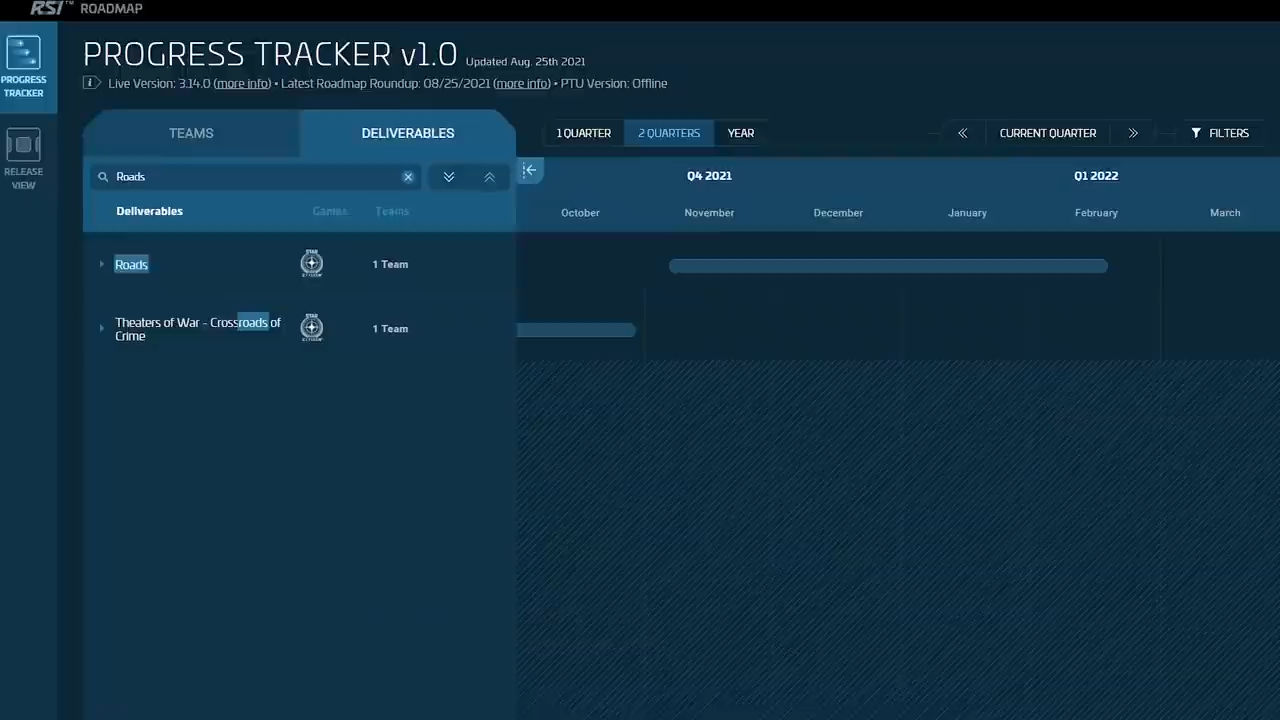 RSI™ ROADMAP
PROGRESS TRACKER
RELEASE VIEW
PROGRESS TRACKER v1.0 Updated Aug. 25th 2021
Live Version: 3.14.0 (more info) • Latest Roadmap Roundup: 08/25/2021 (more info) • PTU Version: Offline
TEAMS DELIVERABLES 1 QUARTER 2 QUARTERS YEAR CURRENT QUARTER FILTERS
Roads
Q4 2021 Q1 2022
Deliverables Games Teams October November December January February March
Roads 1 Team
Theaters of War - Crossroads of
Crime 1 Team